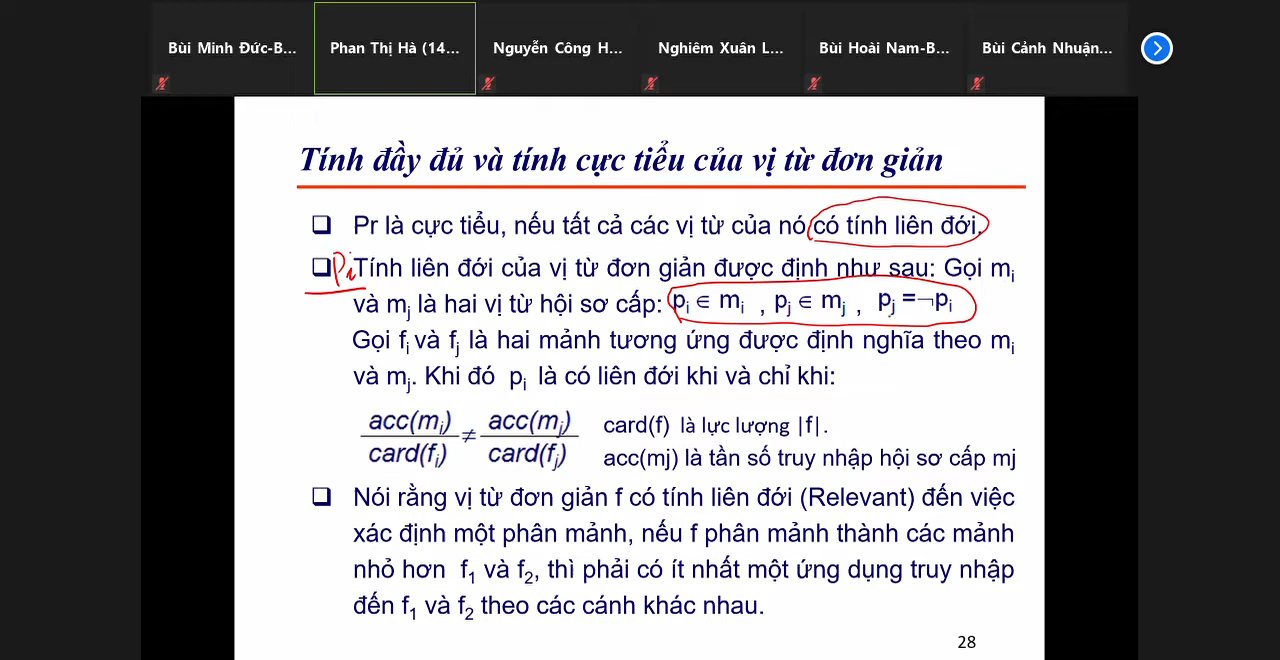 Bùi Minh Đức-B... Phan Thị Hà (14... Nguyễn Công H... Nghiêm Xuân L... Bùi Hoài Nam-B... Bùi Cảnh Nhuận...
Tính đầy đủ và tính cực tiểu của vị từ đơn giản
Pr là cực tiểu, nếu tất cả các vị từ của nó có tính liên đới.
Pi Tính liên đới của vị từ đơn giản được định như sau: Gọi mi
và mj là hai vị từ hội sơ cấp: pi ∈ mi , pj ∈ mj , pj =¬pi
Gọi fi và fj là hai mảnh tương ứng được định nghĩa theo mi
và mj. Khi đó pi là có liên đới khi và chỉ khi:
acc(mi)/card(fi) ≠ acc(mj)/card(fj)
card(f) là lực lượng |f|.
acc(mj) là tần số truy nhập hội sơ cấp mj
Nói rằng vị từ đơn giản f có tính liên đới (Relevant) đến việc
xác định một phân mảnh, nếu f phân mảnh thành các mảnh
nhỏ hơn f1 và f2, thì phải có ít nhất một ứng dụng truy nhập
đến f1 và f2 theo các cánh khác nhau.
28